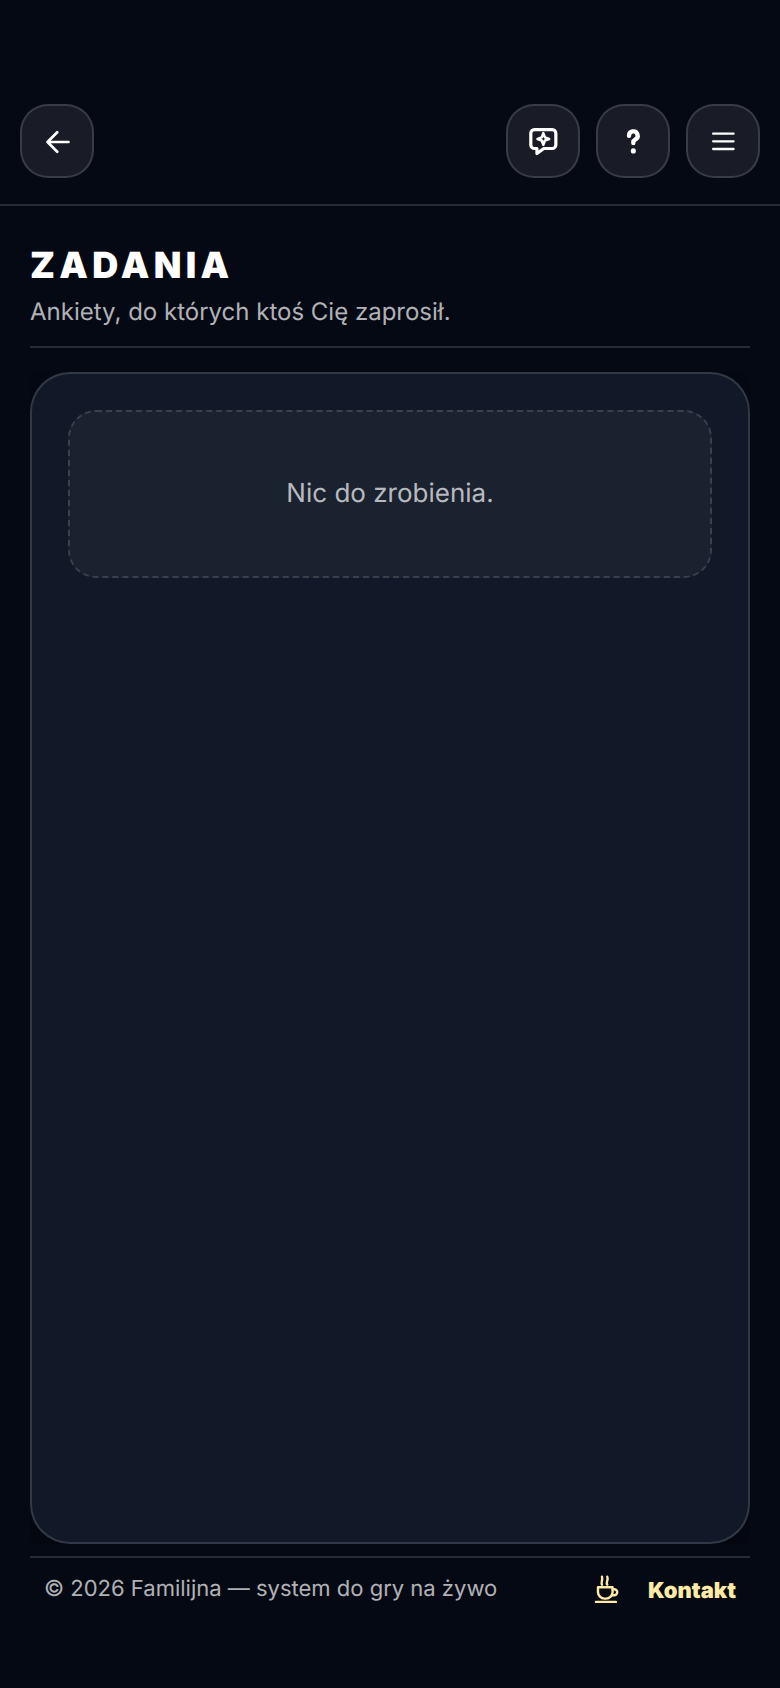 ZADANIA
Ankiety, do których ktoś Cię zaprosił.
Nic do zrobienia.
© 2026 Familijna — system do gry na żywo
Kontakt